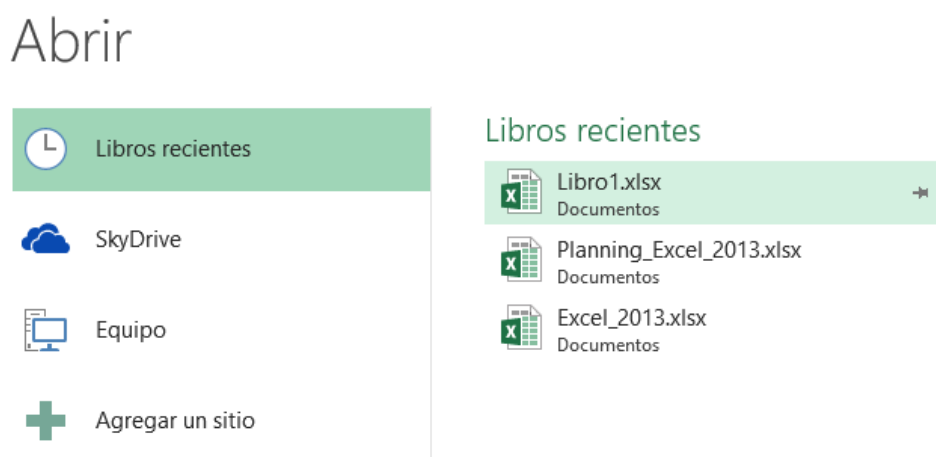 Abrir
Libros recientes
SkyDrive
Equipo
Agregar un sitio
Libros recientes
Libro1.xlsx
Documentos
Planning_Excel_2013.xlsx
Documentos
Excel_2013.xlsx
Documentos